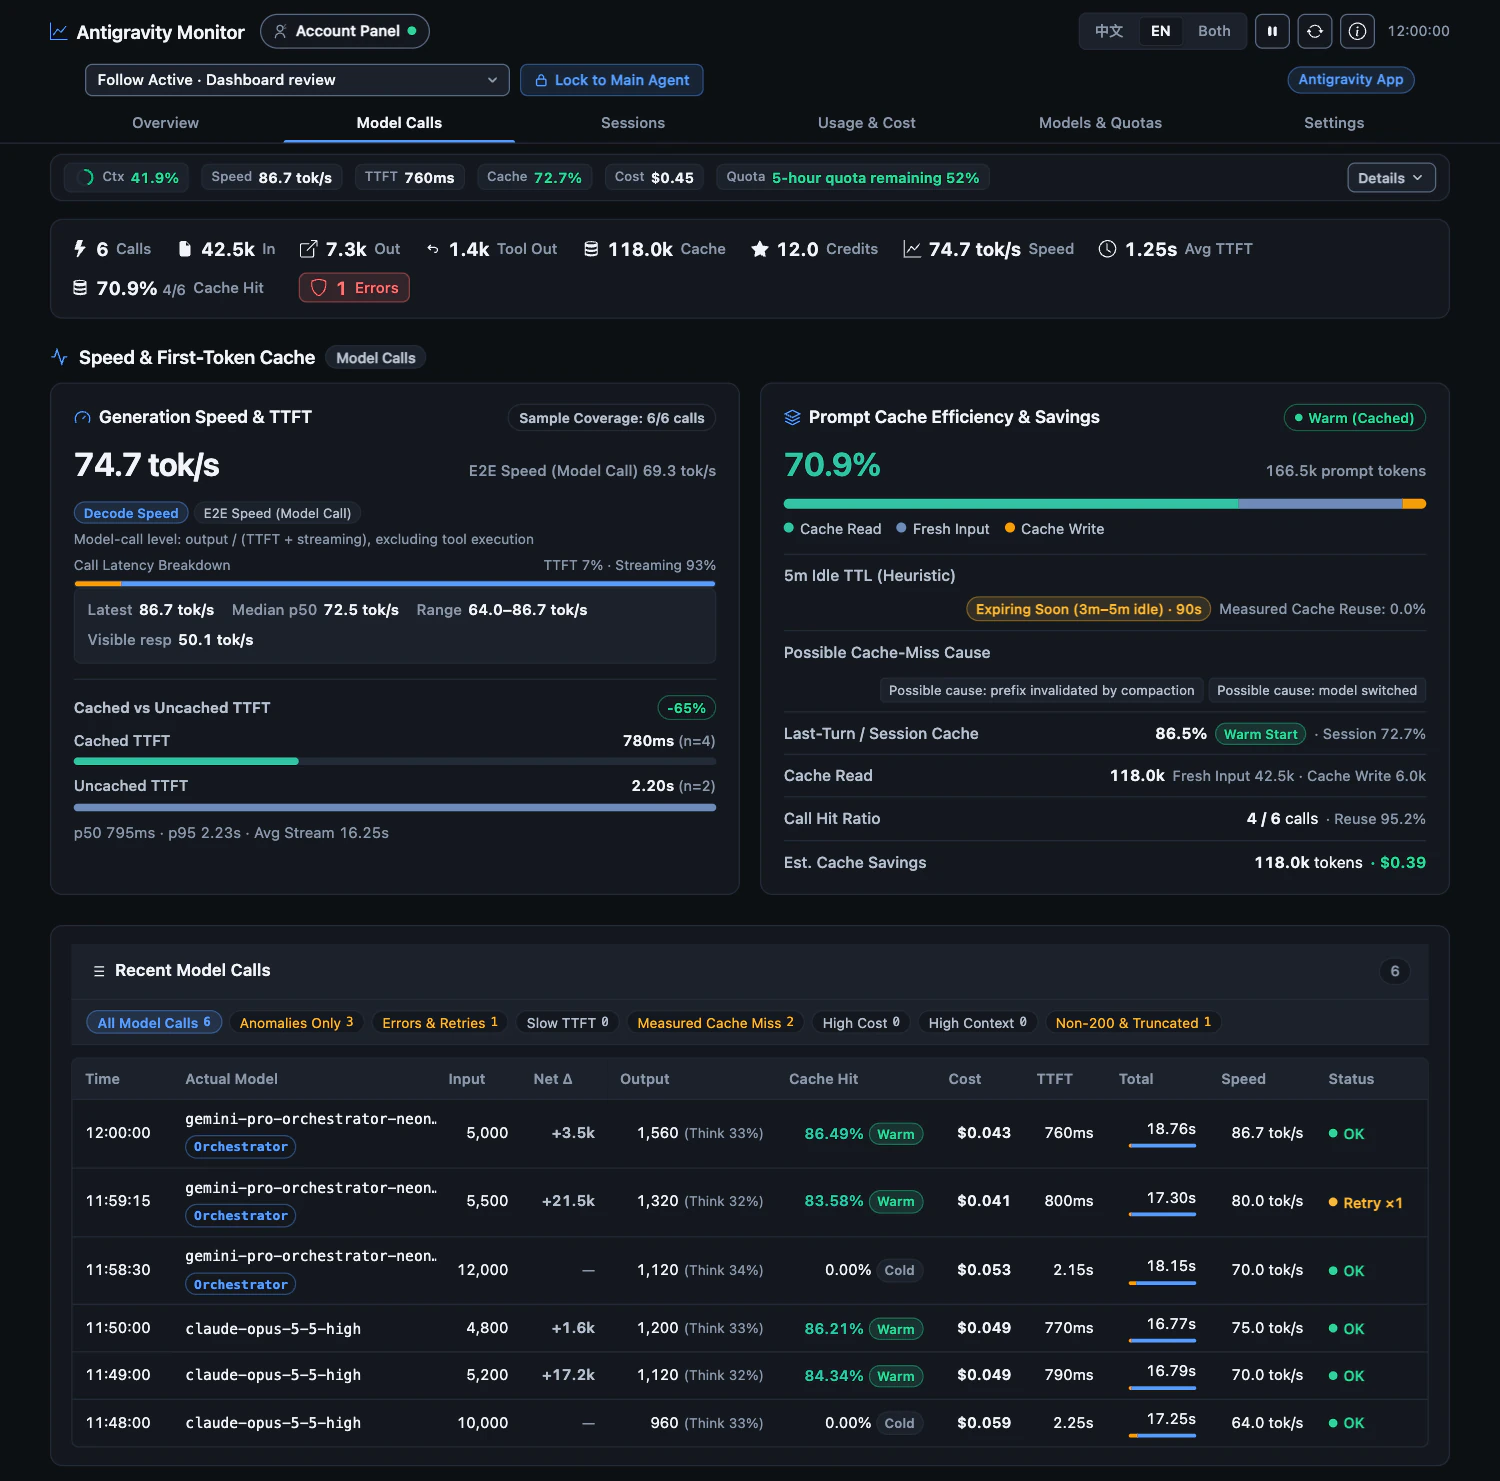 Antigravity Monitor Account Panel 中文 EN Both 12:00:00
Follow Active · Dashboard review Lock to Main Agent Antigravity App
Overview Model Calls Sessions Usage & Cost Models & Quotas Settings
Ctx 41.9% Speed 86.7 tok/s TTFT 760ms Cache 72.7% Cost $0.45 Quota 5-hour quota remaining 52% Details
6 Calls 42.5k In 7.3k Out 1.4k Tool Out 118.0k Cache 12.0 Credits 74.7 tok/s Speed 1.25s Avg TTFT
70.9% 4/6 Cache Hit 1 Errors
Speed & First-Token Cache Model Calls
Generation Speed & TTFT Sample Coverage: 6/6 calls
74.7 tok/s E2E Speed (Model Call) 69.3 tok/s
Decode Speed E2E Speed (Model Call)
Model-call level: output / (TTFT + streaming), excluding tool execution
Call Latency Breakdown TTFT 7% · Streaming 93%
Latest 86.7 tok/s Median p50 72.5 tok/s Range 64.0–86.7 tok/s
Visible resp 50.1 tok/s
Cached vs Uncached TTFT -65%
Cached TTFT 780ms (n=4)
Uncached TTFT 2.20s (n=2)
p50 795ms · p95 2.23s · Avg Stream 16.25s
Prompt Cache Efficiency & Savings Warm (Cached)
70.9% 166.5k prompt tokens
Cache Read Fresh Input Cache Write
5m Idle TTL (Heuristic)
Expiring Soon (3m–5m idle) · 90s Measured Cache Reuse: 0.0%
Possible Cache-Miss Cause
Possible cause: prefix invalidated by compaction Possible cause: model switched
Last-Turn / Session Cache 86.5% Warm Start · Session 72.7%
Cache Read 118.0k Fresh Input 42.5k · Cache Write 6.0k
Call Hit Ratio 4 / 6 calls · Reuse 95.2%
Est. Cache Savings 118.0k tokens · $0.39
Recent Model Calls 6
All Model Calls 6 Anomalies Only 3 Errors & Retries 1 Slow TTFT 0 Measured Cache Miss 2 High Cost 0 High Context 0 Non-200 & Truncated 1
Time Actual Model Input Net Δ Output Cache Hit Cost TTFT Total Speed Status
12:00:00 gemini-pro-orchestrator-neon… 5,000 +3.5k 1,560 (Think 33%) 86.49% Warm $0.043 760ms 18.76s 86.7 tok/s OK
Orchestrator
11:59:15 gemini-pro-orchestrator-neon… 5,500 +21.5k 1,320 (Think 32%) 83.58% Warm $0.041 800ms 17.30s 80.0 tok/s Retry ×1
Orchestrator
11:58:30 gemini-pro-orchestrator-neon… 12,000 — 1,120 (Think 34%) 0.00% Cold $0.053 2.15s 18.15s 70.0 tok/s OK
Orchestrator
11:50:00 claude-opus-5-5-high 4,800 +1.6k 1,200 (Think 33%) 86.21% Warm $0.049 770ms 16.77s 75.0 tok/s OK
11:49:00 claude-opus-5-5-high 5,200 +17.2k 1,120 (Think 32%) 84.34% Warm $0.049 790ms 16.79s 70.0 tok/s OK
11:48:00 claude-opus-5-5-high 10,000 — 960 (Think 33%) 0.00% Cold $0.059 2.25s 17.25s 64.0 tok/s OK